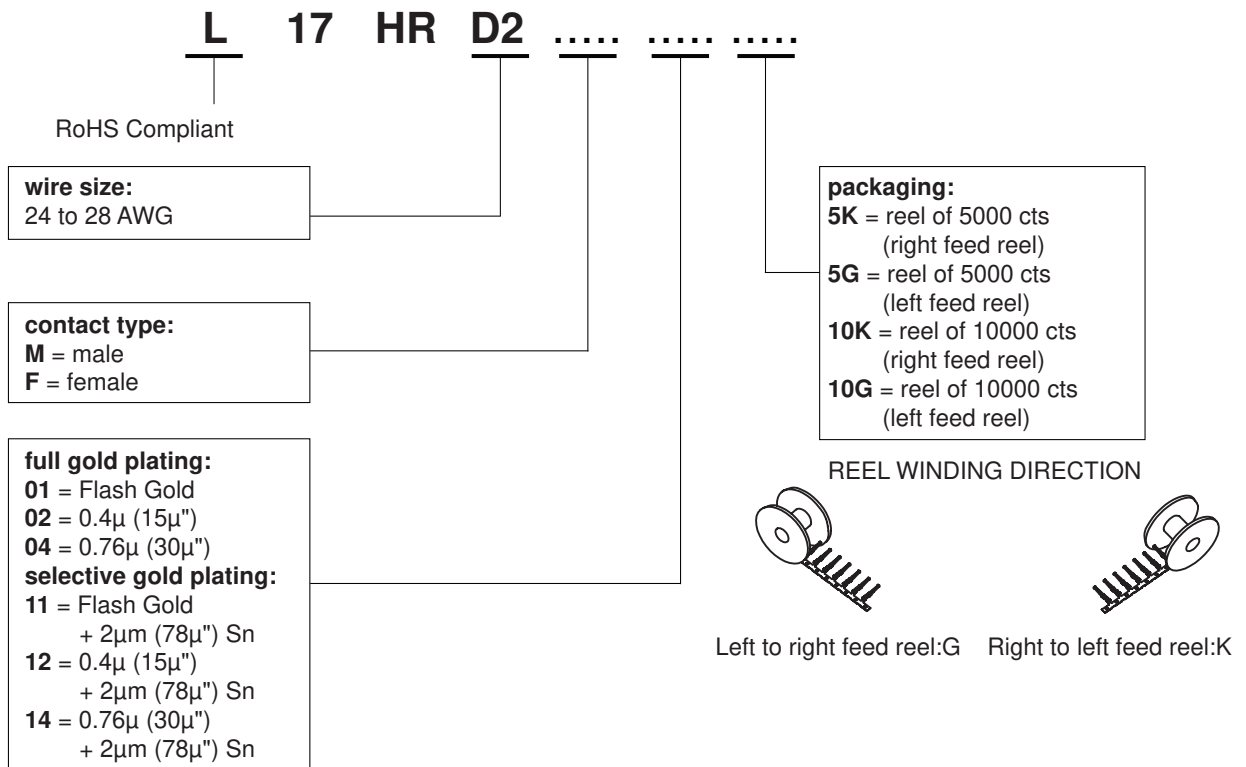 L 17 HR D2 ..... ..... .....
RoHS Compliant
wire size:
24 to 28 AWG
contact type:
M = male
F = female
full gold plating:
01 = Flash Gold
02 = 0.4µ (15µ")
04 = 0.76µ (30µ")
selective gold plating:
11 = Flash Gold
+ 2µm (78µ") Sn
12 = 0.4µ (15µ")
+ 2µm (78µ") Sn
14 = 0.76µ (30µ")
+ 2µm (78µ") Sn
packaging:
5K = reel of 5000 cts
(right feed reel)
5G = reel of 5000 cts
(left feed reel)
10K = reel of 10000 cts
(right feed reel)
10G = reel of 10000 cts
(left feed reel)
REEL WINDING DIRECTION
Left to right feed reel:G
Right to left feed reel:K